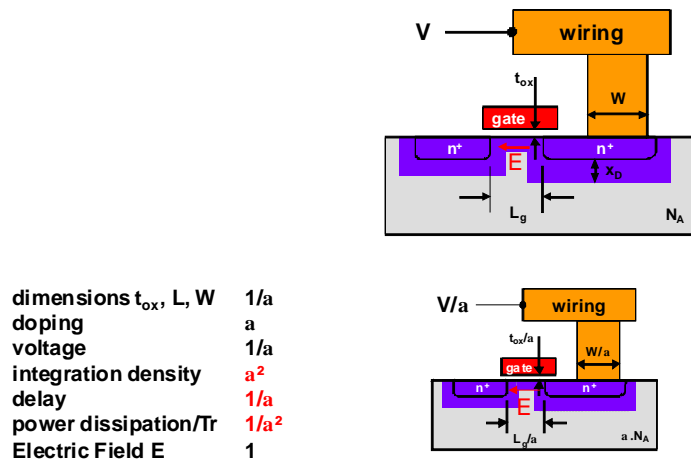 V
wiring
tox
W
gate
n+
n+
E
xD
Lg
NA
dimensions tox, L, W 1/a
doping a
voltage 1/a
integration density a²
delay 1/a
power dissipation/Tr 1/a²
Electric Field E 1
V/a
wiring
tox/a
W/a
gate
n+
n+
E
Lg/a
a.NA